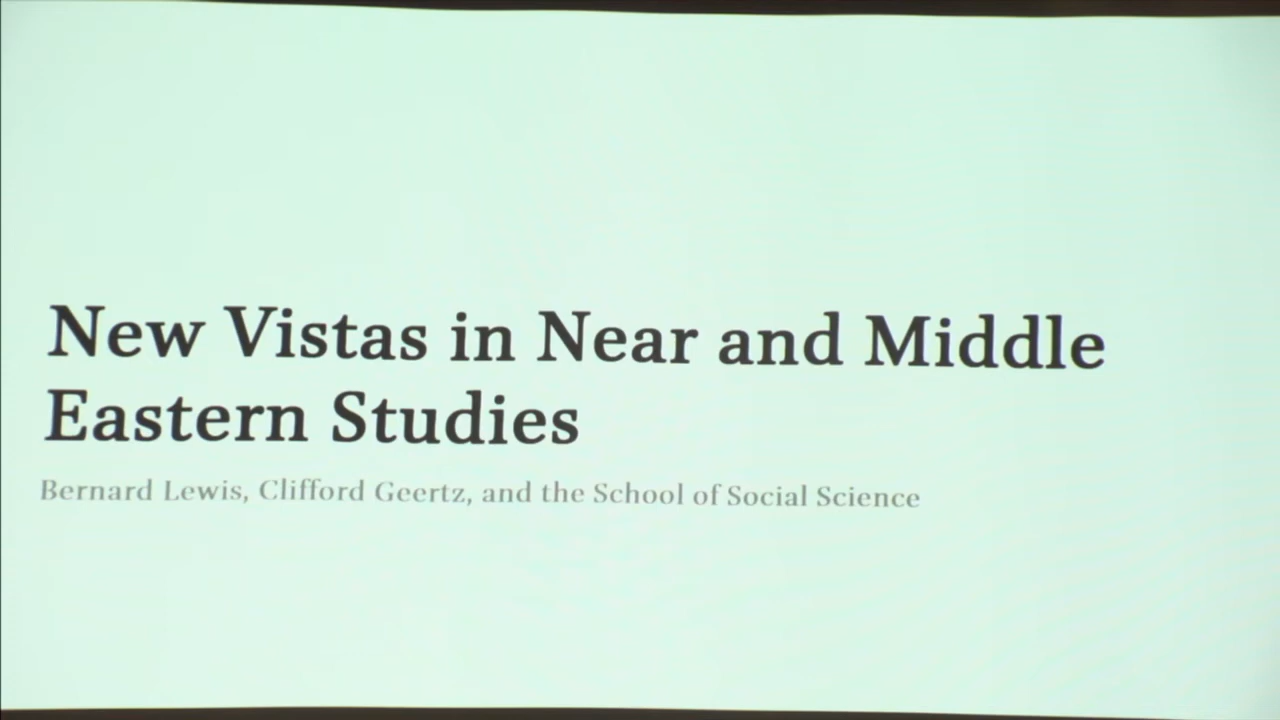 New Vistas in Near and Middle
Eastern Studies
Bernard Lewis, Clifford Geertz, and the School of Social Science